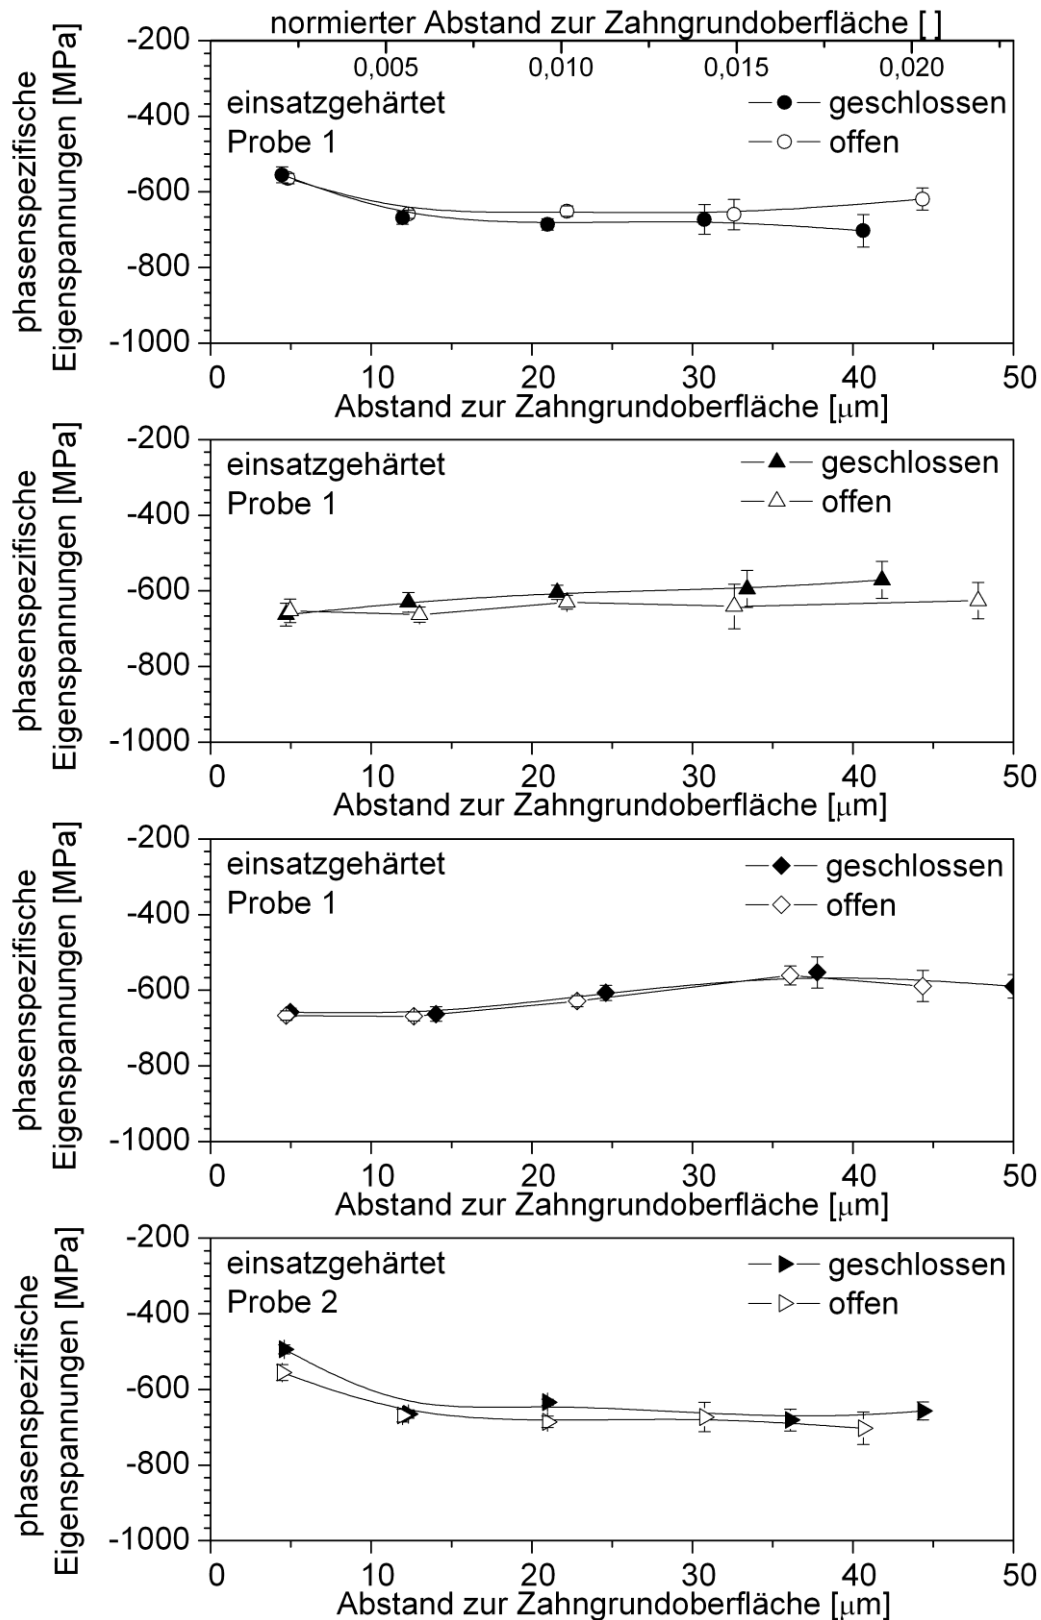 normierter Abstand zur Zahngrundoberfläche [ ]
0,005 0,010 0,015 0,020
phasenspezifische
Eigenspannungen [MPa]
-200
-400
-600
-800
-1000
einsatzgehärtet
Probe 1
geschlossen
offen
0 10 20 30 40 50
Abstand zur Zahngrundoberfläche [μm]
phasenspezifische
Eigenspannungen [MPa]
-200
-400
-600
-800
-1000
einsatzgehärtet
Probe 1
geschlossen
offen
0 10 20 30 40 50
Abstand zur Zahngrundoberfläche [μm]
phasenspezifische
Eigenspannungen [MPa]
-200
-400
-600
-800
-1000
einsatzgehärtet
Probe 1
geschlossen
offen
0 10 20 30 40 50
Abstand zur Zahngrundoberfläche [μm]
phasenspezifische
Eigenspannungen [MPa]
-200
-400
-600
-800
-1000
einsatzgehärtet
Probe 2
geschlossen
offen
0 10 20 30 40 50
Abstand zur Zahngrundoberfläche [μm]